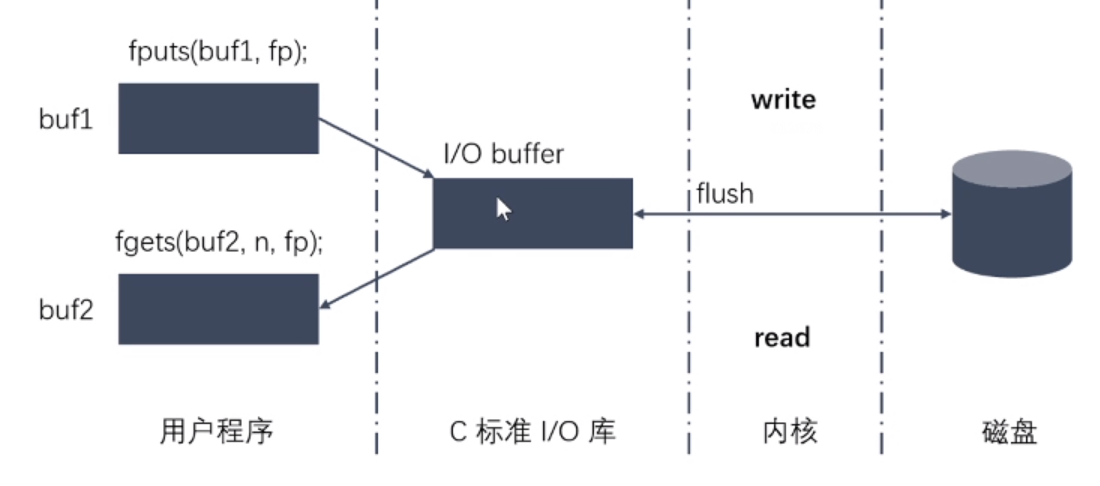 fputs(buf1, fp);
buf1
write
I/O buffer
flush
fgets(buf2, n, fp);
buf2
read
用户程序
C 标准 I/O 库
内核
磁盘